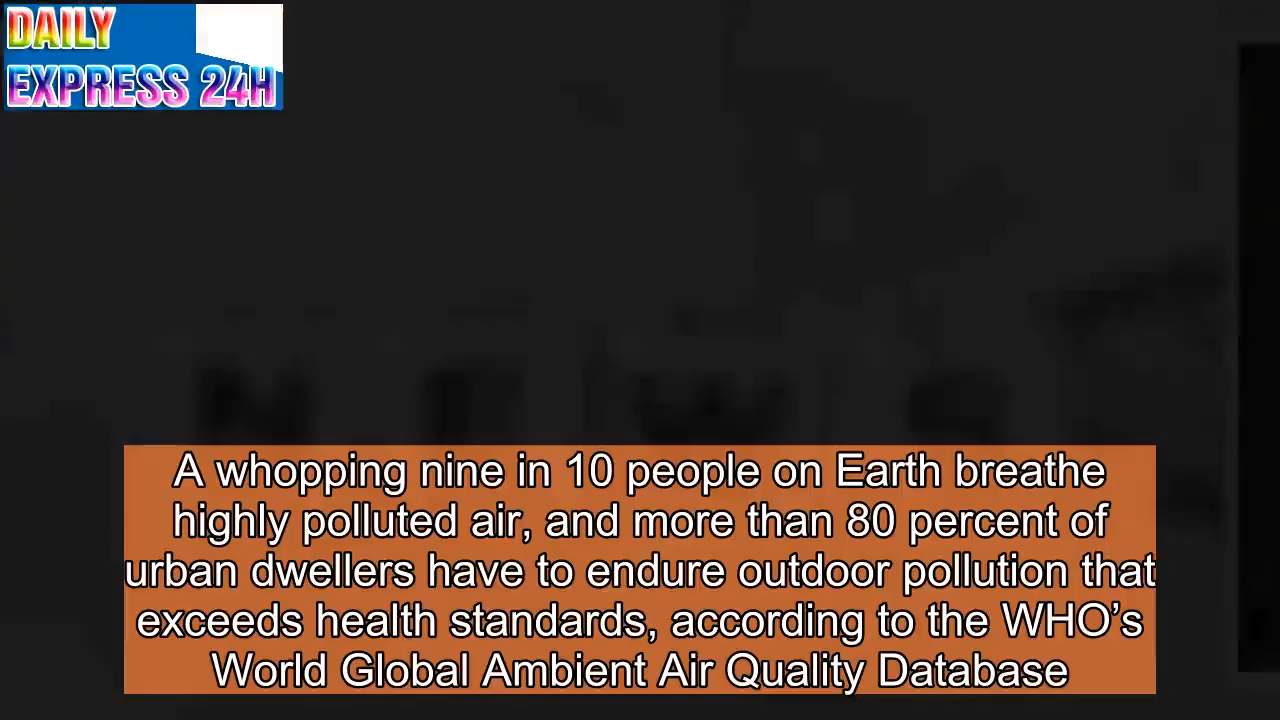 DAILY
EXPRESS 24H
NEWS
A whopping nine in 10 people on Earth breathe
highly polluted air, and more than 80 percent of
urban dwellers have to endure outdoor pollution that
exceeds health standards, according to the WHO’s
World Global Ambient Air Quality Database